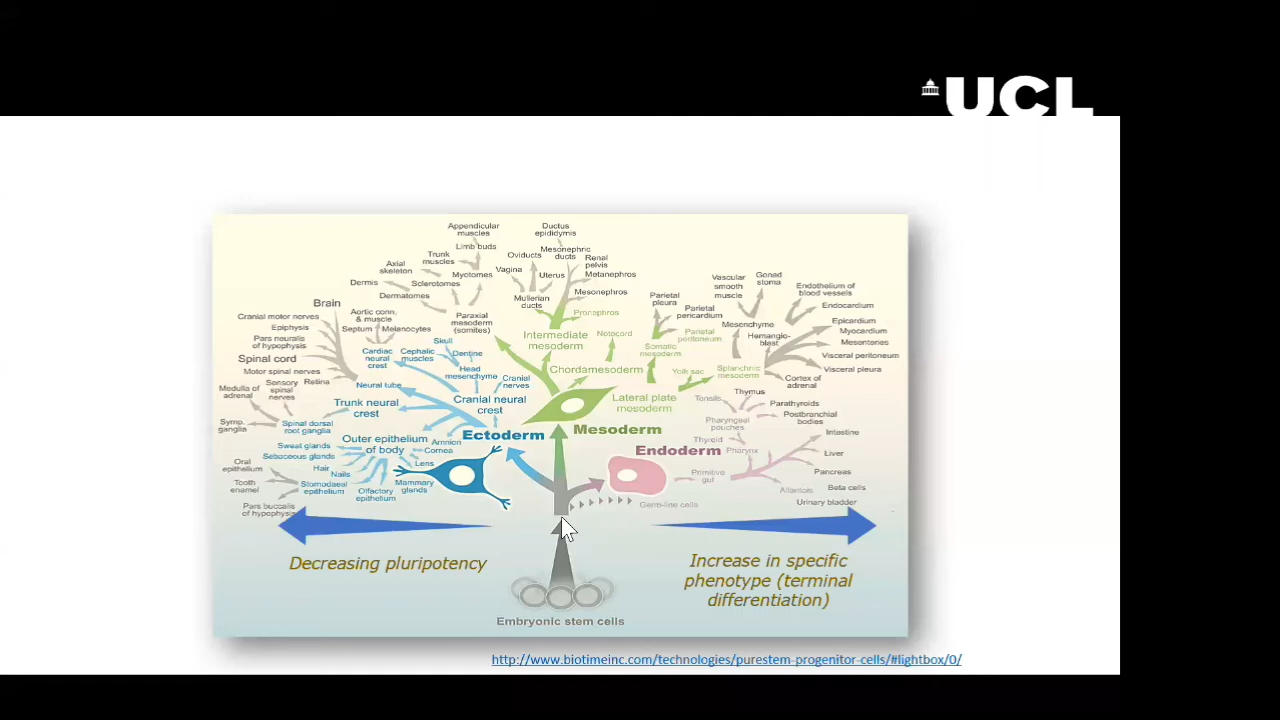 UCL
Appendicular
muscles
Limb buds
Trunk
muscles
Axial
skeleton
Myotomes
Sclerotomes
Dermis
Dermatomes
Paraxial
mesoderm
(somites)
Ductus
epididymis
Mesonephric
ducts
Renal
pelvis
Metanephros
Oviducts
Vagina
Uterus
Mesonephros
Mullerian
ducts
Pronephros
Intermediate
mesoderm
Notocord
Chordamesoderm
Parietal
pleura
Parietal
pericardium
Parietal
peritoneum
Somatic
mesoderm
Yolk sac
Splanchnic
mesoderm
Lateral plate
mesoderm
Vascular
smooth
muscle
Gonad
stoma
Endothelium of
blood vessels
Endocardium
Mesenchyme
Hemangio-
blast
Epicardium
Myocardium
Mesenteries
Visceral peritoneum
Visceral pleura
Cortex of
adrenal
Brain
Cranial motor nerves
Epiphysis
Pars neuralis
of hypophysis
Spinal cord
Motor spinal nerves
Retina
Aortic conn.
& muscle
Septum
Melanocytes
Cardiac
neural
crest
Cephalic
muscles
Skull
Dentine
Head
mesenchyme
Cranial
nerves
Neural tube
Cranial neural
crest
Trunk neural
crest
Medulla of
adrenal
Sensory
spinal
nerves
Symp.
ganglia
Spinal dorsal
root ganglia
Outer epithelium
of body
Amnion
Cornea
Lens
Sweat glands
Sebaceous glands
Hair
Nails
Oral
epithelium
Tooth
enamel
Stomodaeal
epithelium
Olfactory
epithelium
Mammary
glands
Pars buccalis
of hypophysis
Ectoderm
Mesoderm
Endoderm
Thymus
Tonsils
Parathyroids
Postbranchial
bodies
Pharyngeal
pouches
Thyroid
Pharynx
Intestine
Liver
Primitive
gut
Pancreas
Allantois
Beta cells
Urinary bladder
Germ-line cells
Decreasing pluripotency
Increase in specific
phenotype (terminal
differentiation)
Embryonic stem cells
http://www.biotimeinc.com/technologies/purestem-progenitor-cells/#lightbox/0/